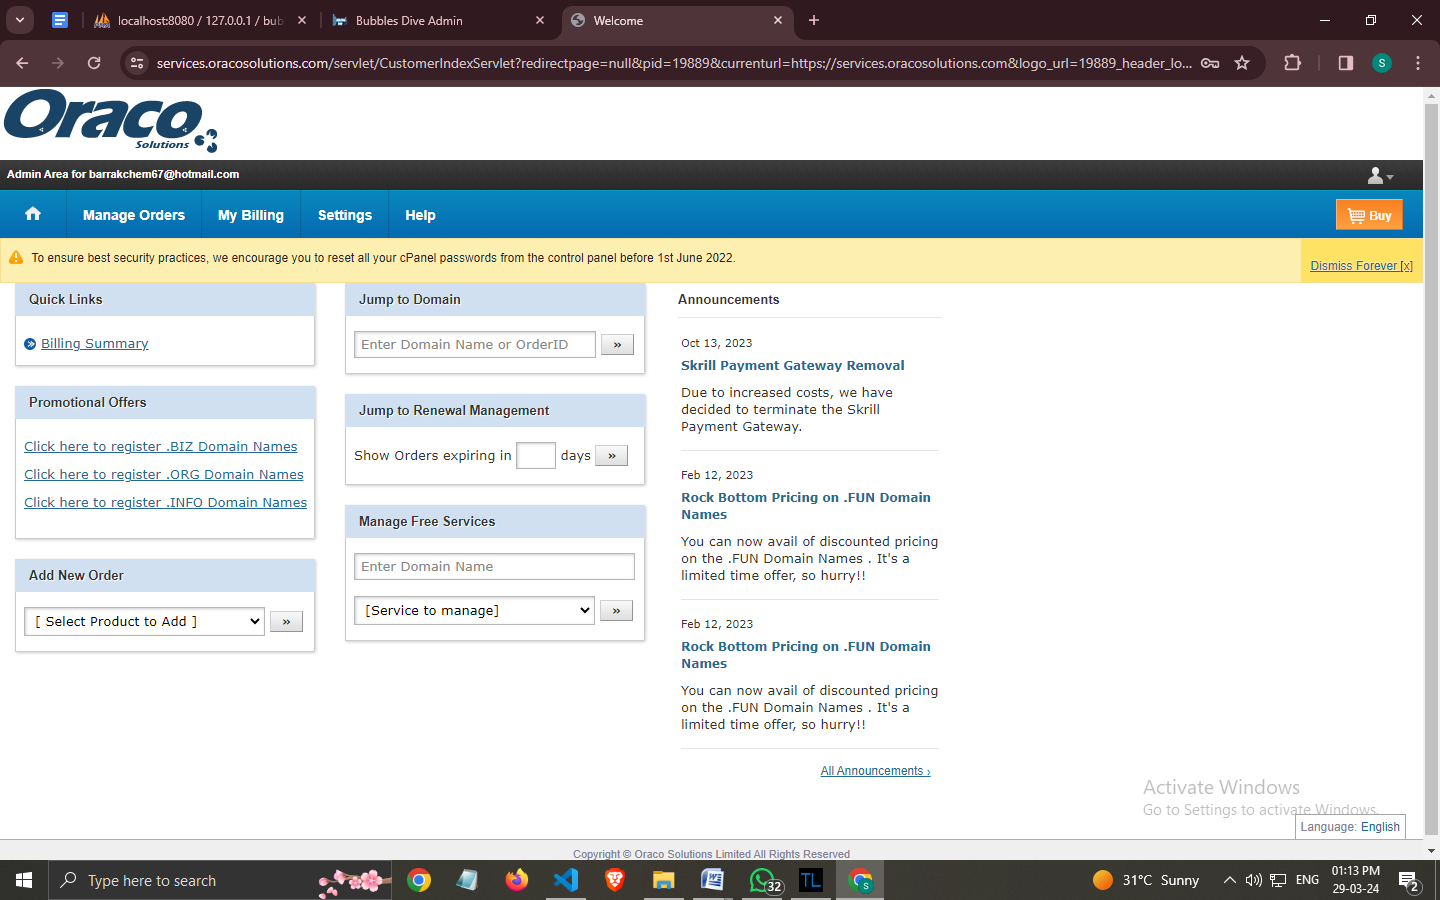 localhost:8080 / 127.0.0.1 / bub
Bubbles Dive Admin
Welcome
services.oracosolutions.com/servlet/CustomerIndexServlet?redirectpage=null&pid=19889&currenturl=https://services.oracosolutions.com&logo_url=19889_header_lo...
S
Oraco
Solutions
Admin Area for barrakchem67@hotmail.com
Manage Orders
My Billing
Settings
Help
Buy
To ensure best security practices, we encourage you to reset all your cPanel passwords from the control panel before 1st June 2022.
Dismiss Forever [x]
Quick Links
Billing Summary
Promotional Offers
Click here to register .BIZ Domain Names
Click here to register .ORG Domain Names
Click here to register .INFO Domain Names
Add New Order
[ Select Product to Add ]
»
Jump to Domain
Enter Domain Name or OrderID
»
Jump to Renewal Management
Show Orders expiring in days »
Manage Free Services
Enter Domain Name
[Service to manage]
»
Announcements
Oct 13, 2023
Skrill Payment Gateway Removal
Due to increased costs, we have
decided to terminate the Skrill
Payment Gateway.
Feb 12, 2023
Rock Bottom Pricing on .FUN Domain
Names
You can now avail of discounted pricing
on the .FUN Domain Names . It's a
limited time offer, so hurry!!
Feb 12, 2023
Rock Bottom Pricing on .FUN Domain
Names
You can now avail of discounted pricing
on the .FUN Domain Names . It's a
limited time offer, so hurry!!
All Announcements ›
Activate Windows
Go to Settings to activate Windows.
Language: English
Copyright © Oraco Solutions Limited All Rights Reserved
Type here to search
32
TL
S
31°C Sunny
ENG
01:13 PM
29-03-24
2